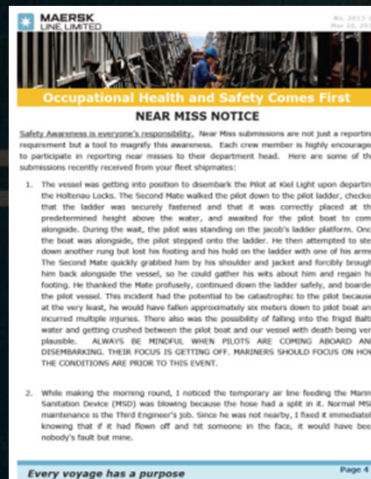 MAERSK
LINE, LIMITED
No. 2013-
Mar 20, 201
Occupational Health and Safety Comes First
NEAR MISS NOTICE
Safety Awareness is everyone's responsibility. Near Miss submissions are not just a reportin
requirement but a tool to magnify this awareness. Each crew member is highly encourage
to participate in reporting near misses to their department head. Here are some of th
submissions recently received from your fleet shipmates:
1. The vessel was getting into position to disembark the Pilot at Kiel Light upon departin
the Holtenau Locks. The Second Mate walked the pilot down to the pilot ladder, checke
that the ladder was securely fastened and that it was correctly placed at th
predetermined height above the water, and awaited for the pilot boat to com
alongside. During the wait, the pilot was standing on the jacob's ladder platform. Onc
the boat was alongside, the pilot stepped onto the ladder. He then attempted to ste
down another rung but lost his footing and his hold on the ladder with one of his arms
The Second Mate quickly grabbed him by his shoulder and jacket and forcibly brough
him back alongside the vessel, so he could gather his wits about him and regain hi
footing. He thanked the Mate profusely, continued down the ladder safely, and boarde
the pilot vessel. This incident had the potential to be catastrophic to the pilot because
at the very least, he would have fallen approximately six meters down to pilot boat an
incurred multiple injuries. There also was the possibility of falling into the frigid Balti
water and getting crushed between the pilot boat and our vessel with death being ver
plausible. ALWAYS BE MINDFUL WHEN PILOTS ARE COMING ABOARD AN
DISEMBARKING. THEIR FOCUS IS GETTING OFF. MARINERS SHOULD FOCUS ON HOW
THE CONDITIONS ARE PRIOR TO THIS EVENT.
2. While making the morning round, I noticed the temporary air line feeding the Marin
Sanitation Device (MSD) was blowing because the hose had a split in it. Normal MS
maintenance is the Third Engineer's job. Since he was not nearby, I fixed it immediatel
knowing that if it had flown off and hit someone in the face, it would have bee
nobody's fault but mine.
Every voyage has a purpose
Page 4